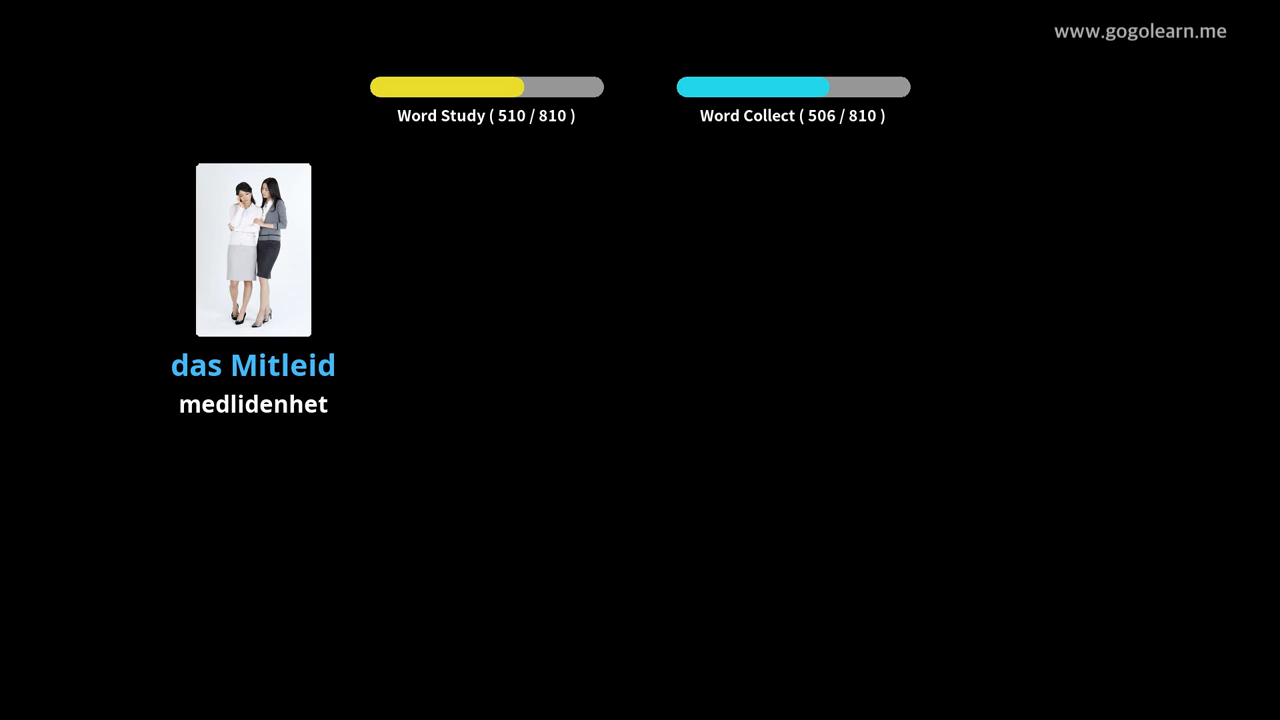 www.gogolearn.me
Word Study ( 510 / 810 )
Word Collect ( 506 / 810 )
das Mitleid
medlidenhet